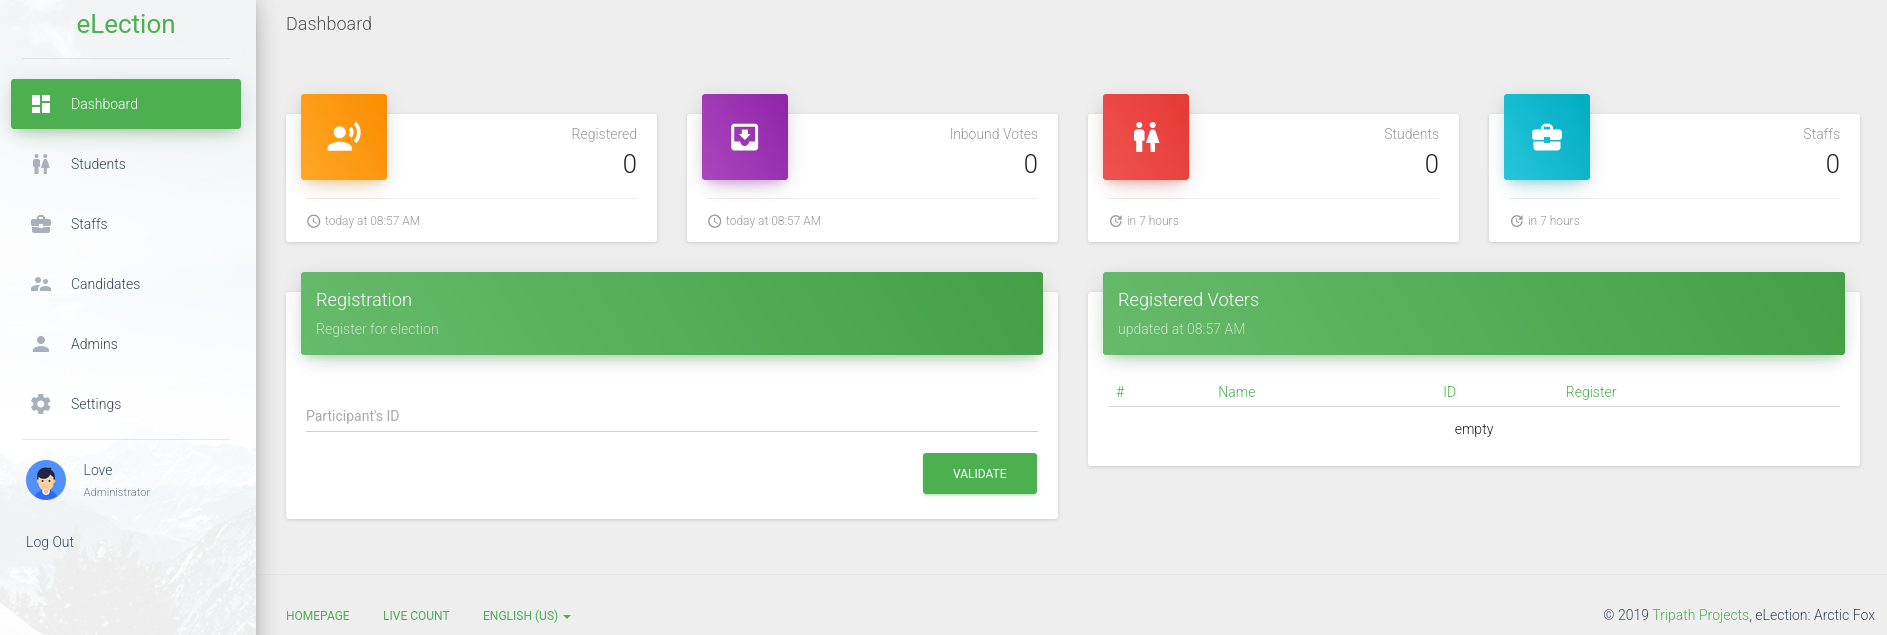 eLection
Dashboard
Students
Staffs
Candidates
Admins
Settings
Love
Administrator
Log Out
Dashboard
Registered
0
today at 08:57 AM
Inbound Votes
0
today at 08:57 AM
Students
0
in 7 hours
Staffs
0
in 7 hours
Registration
Register for election
Participant's ID
VALIDATE
Registered Voters
updated at 08:57 AM
# Name ID Register
empty
HOMEPAGE LIVE COUNT ENGLISH (US)
© 2019 Tripath Projects, eLection: Arctic Fox